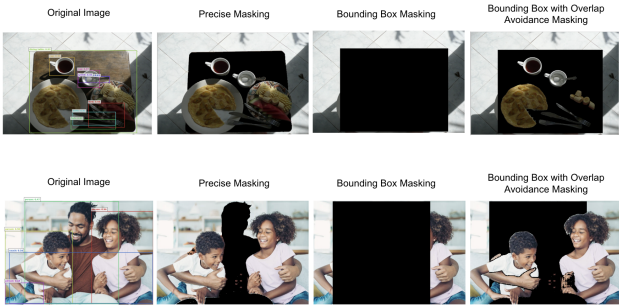 Original Image
Precise Masking
Bounding Box Masking
Bounding Box with Overlap
Avoidance Masking
Original Image
Precise Masking
Bounding Box Masking
Bounding Box with Overlap
Avoidance Masking